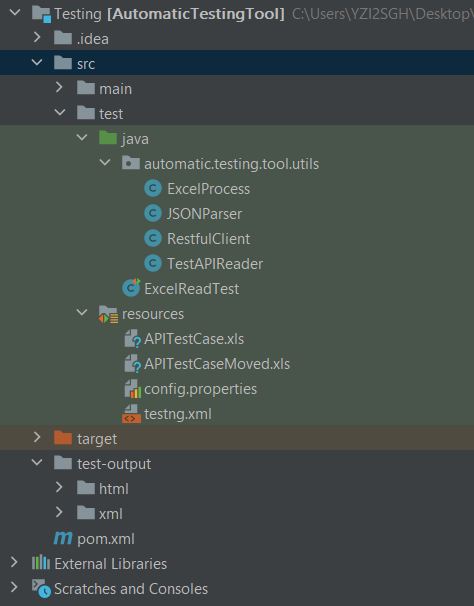 Testing [AutomaticTestingTool] C:\Users\YZI2SGH\Desktop\
.idea
src
main
test
java
automatic.testing.tool.utils
ExcelProcess
JSONParser
RestfulClient
TestAPIReader
ExcelReadTest
resources
APITestCase.xls
APITestCaseMoved.xls
config.properties
testng.xml
target
test-output
html
xml
pom.xml
External Libraries
Scratches and Consoles